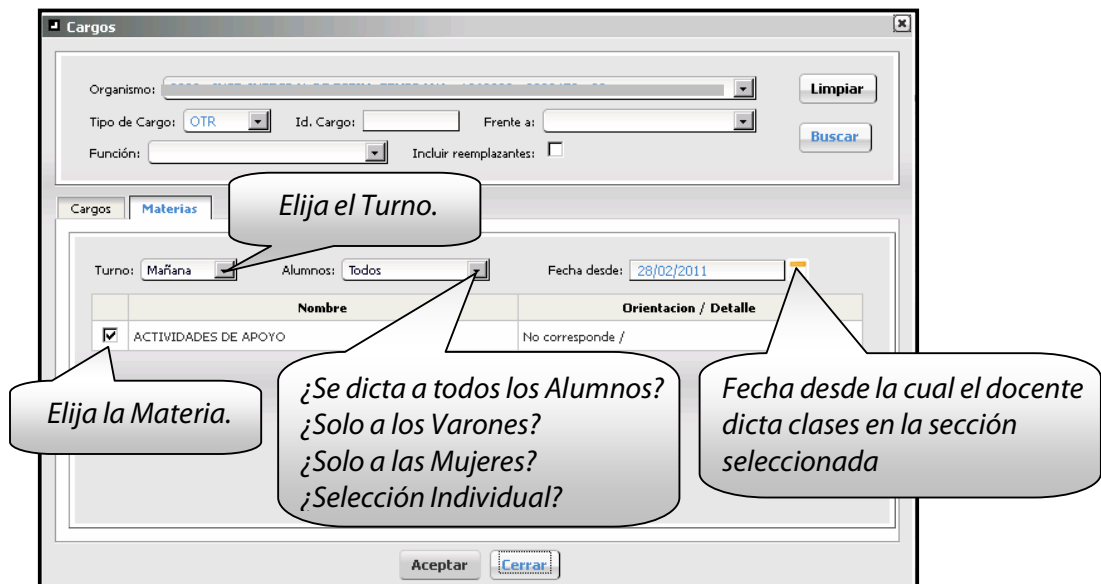 Cargos
Organismo:
Limpiar
Tipo de Cargo: OTR Id. Cargo: Frente a:
Buscar
Función: Incluir reemplazantes:
Elija el Turno.
Cargos Materias
Turno: Mañana Alumnos: Todos Fecha desde: 28/02/2011
Nombre Orientacion / Detalle
ACTIVIDADES DE APOYO No corresponde /
Elija la Materia.
¿Se dicta a todos los Alumnos?
¿Solo a los Varones?
¿Solo a las Mujeres?
¿Selección Individual?
Fecha desde la cual el docente
dicta clases en la sección
seleccionada
Aceptar Cerrar